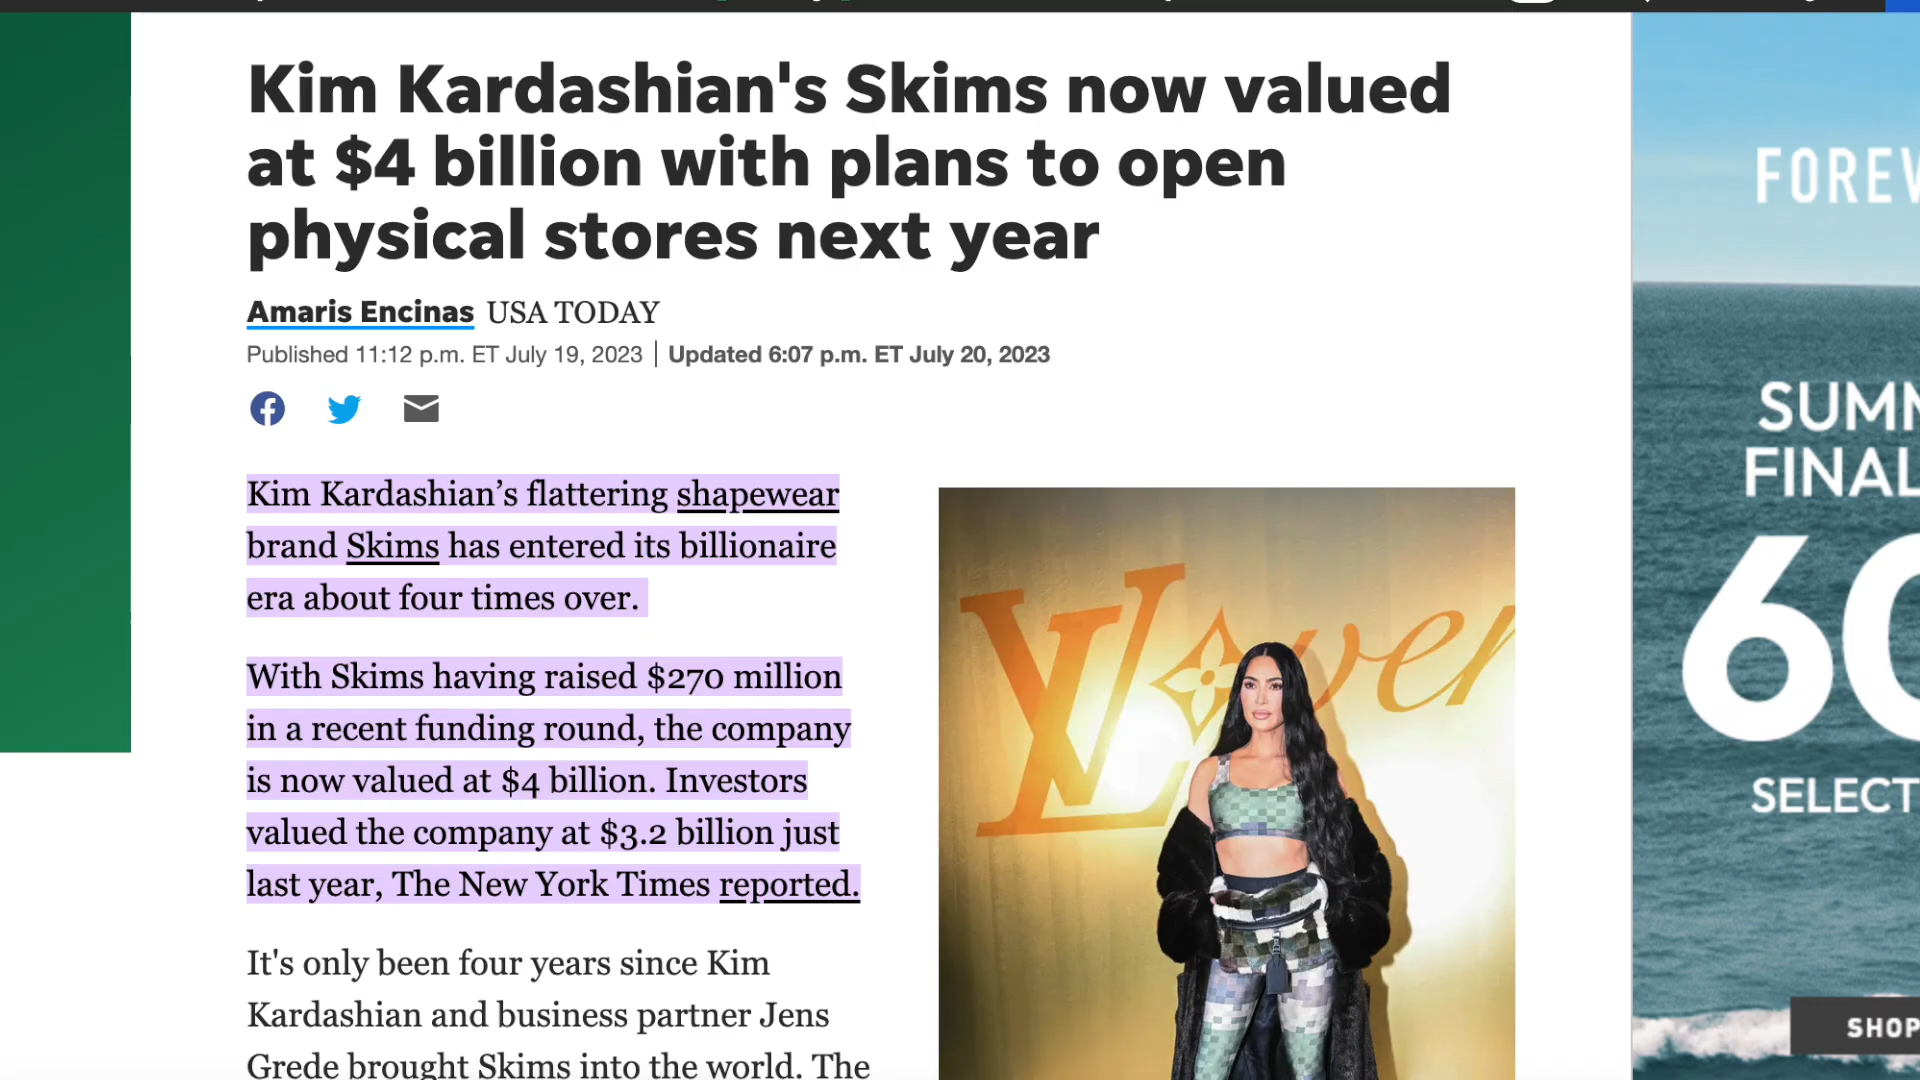 Kim Kardashian's Skims now valued
at $4 billion with plans to open
physical stores next year
Amaris Encinas USA TODAY
Published 11:12 p.m. ET July 19, 2023 | Updated 6:07 p.m. ET July 20, 2023
Kim Kardashian’s flattering shapewear
brand Skims has entered its billionaire
era about four times over.
With Skims having raised $270 million
in a recent funding round, the company
is now valued at $4 billion. Investors
valued the company at $3.2 billion just
last year, The New York Times reported.
It's only been four years since Kim
Kardashian and business partner Jens
Grede brought Skims into the world. The
LV
over
SHOP